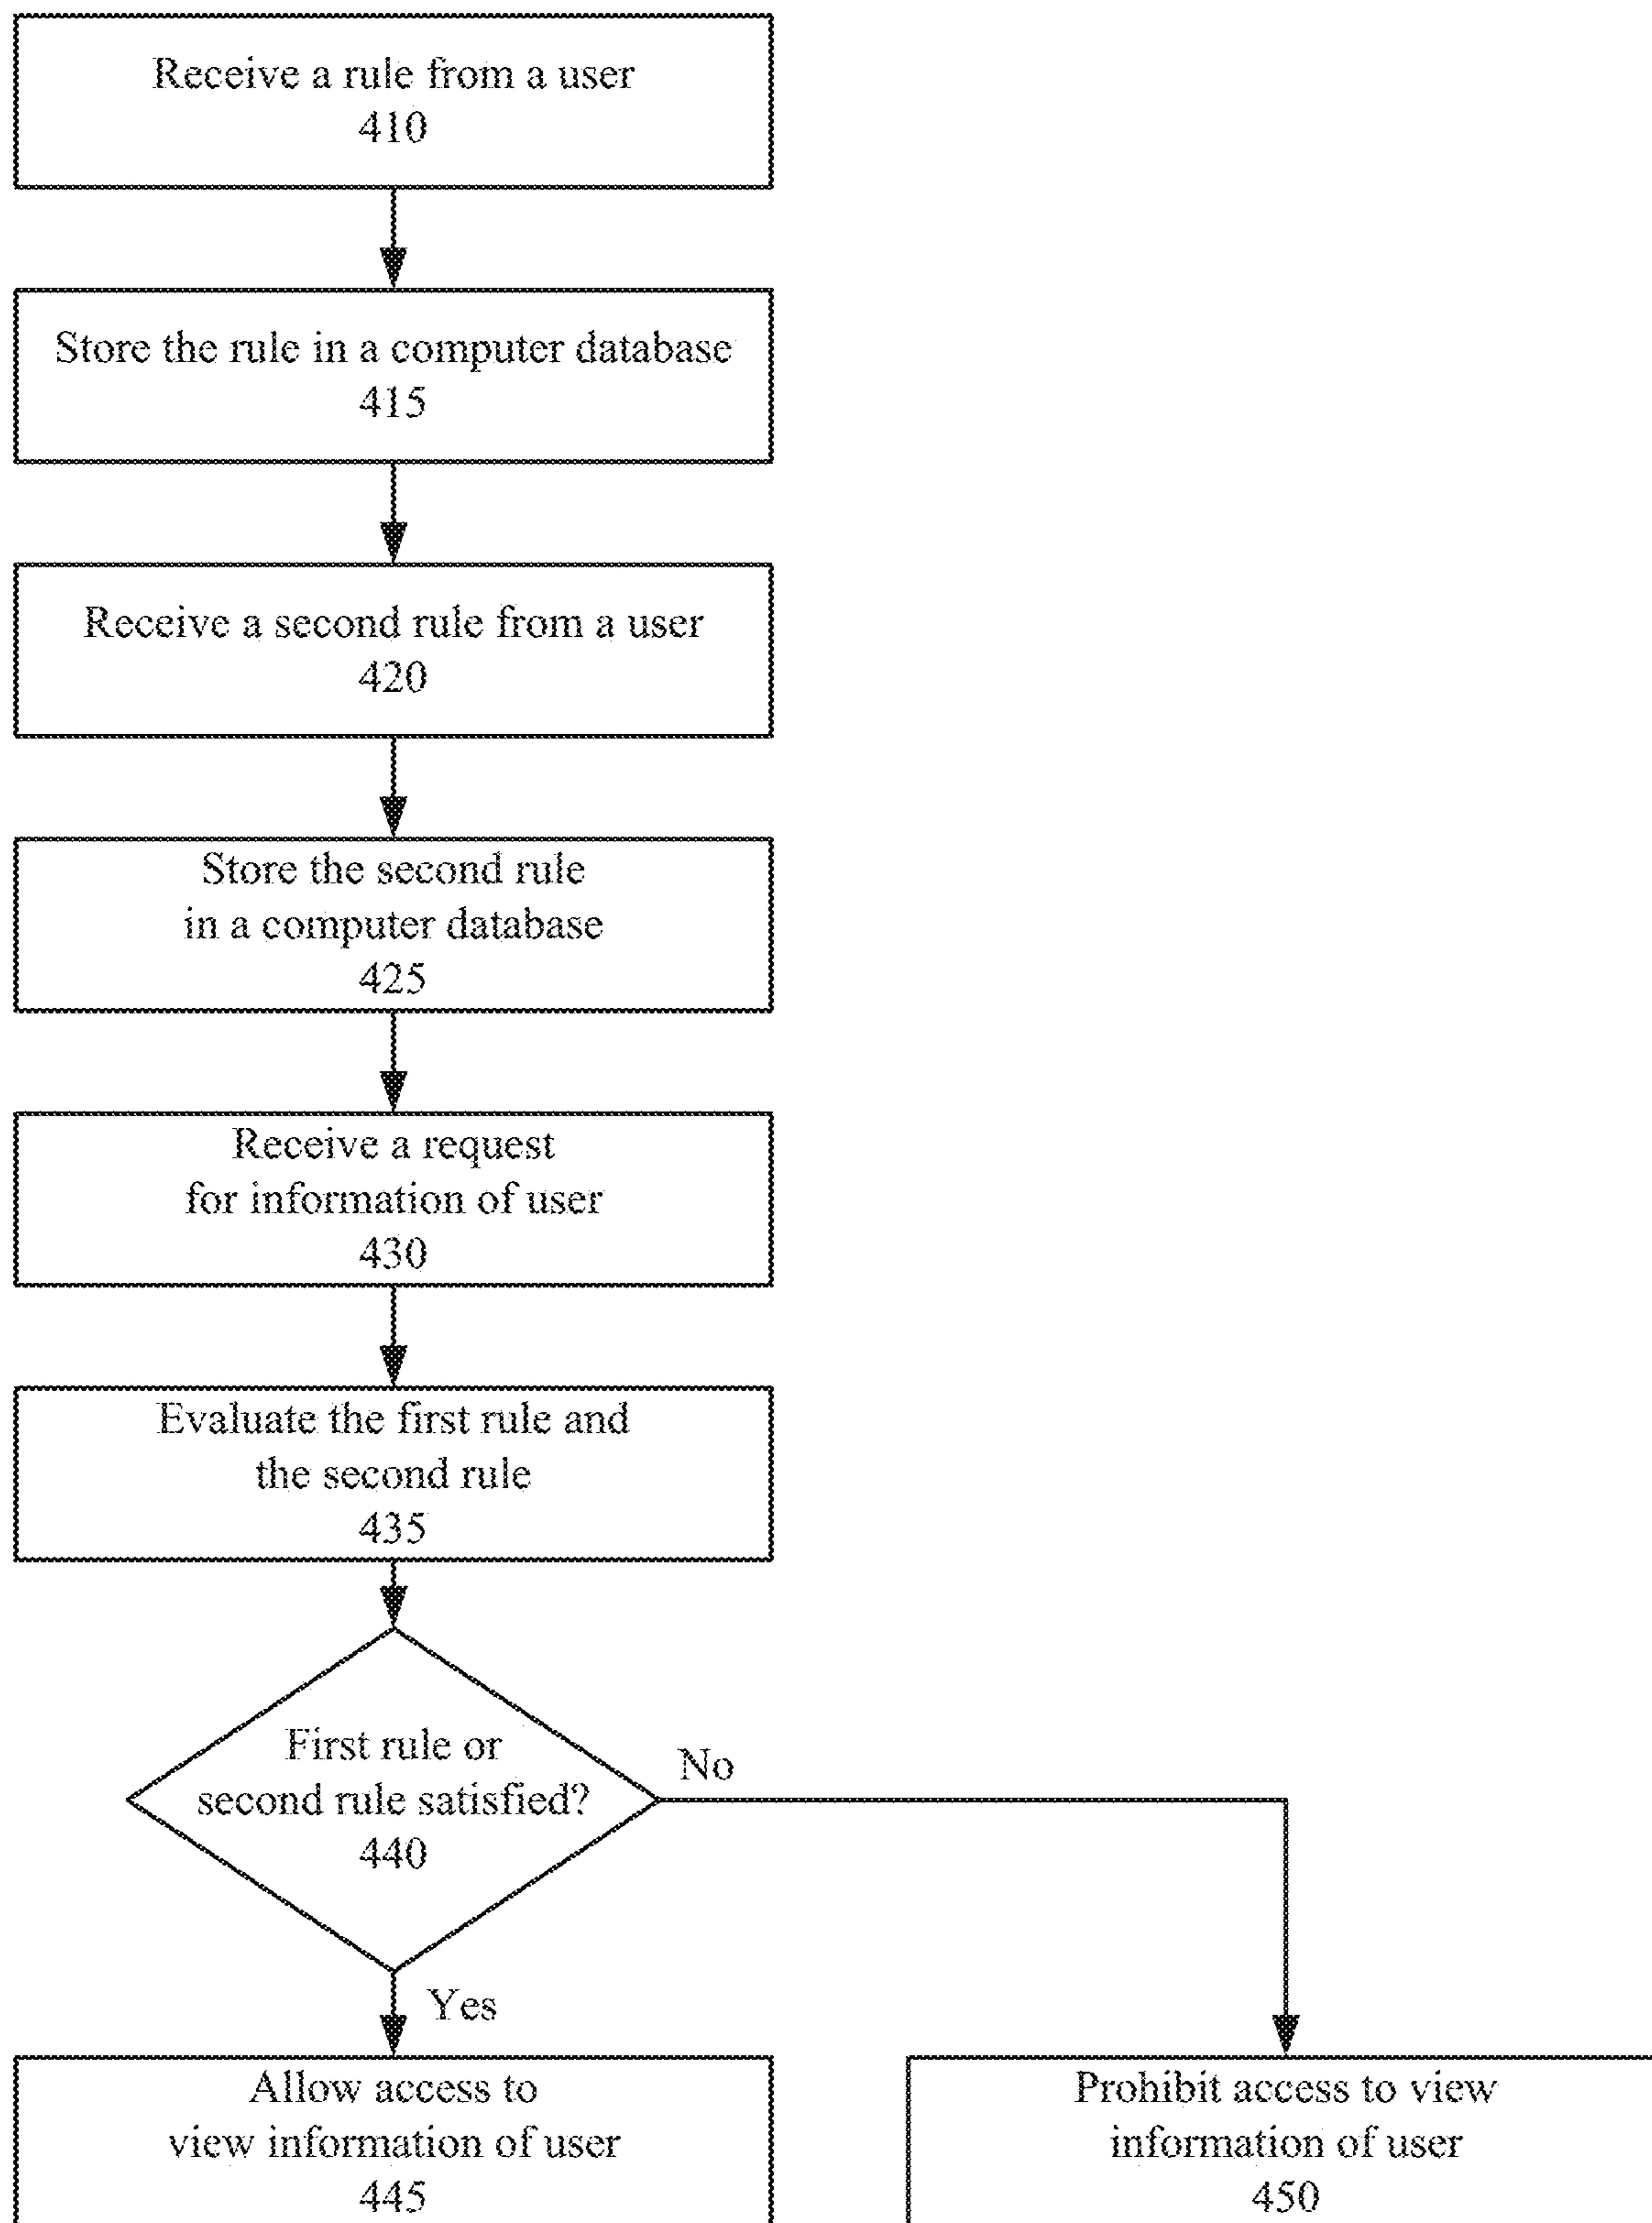 Receive a rule from a user
410
Store the rule in a computer database
415
Receive a second rule from a user
420
Store the second rule
in a computer database
425
Receive a request
for information of user
430
Evaluate the first rule and
the second rule
435
First rule or
second rule satisfied?
440
No
Yes
Allow access to
view information of user
445
Prohibit access to view
information of user
450